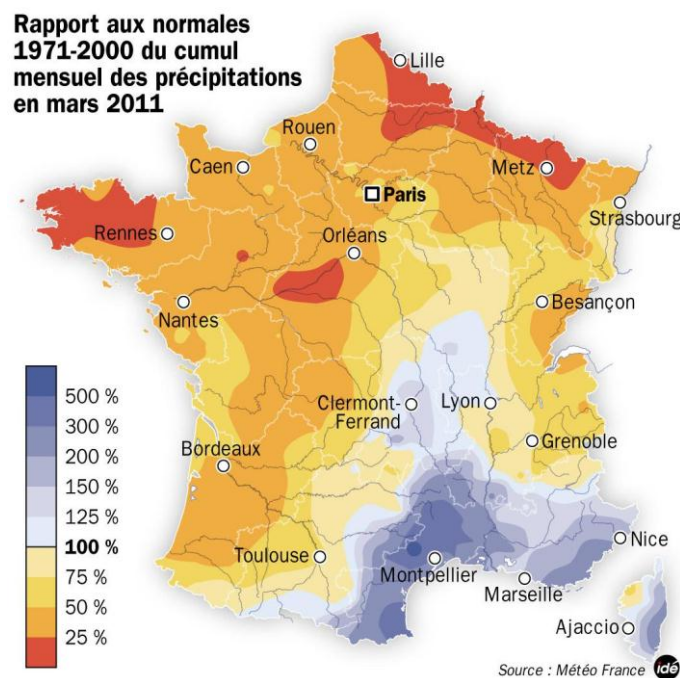 Rapport aux normales
1971-2000 du cumul
mensuel des précipitations
en mars 2011
Lille
Rouen
Caen
Metz
Paris
Strasbourg
Rennes
Orléans
Nantes
Besançon
500 %
300 %
200 %
150 %
125 %
100 %
75 %
50 %
25 %
Clermont-
Ferrand
Lyon
Grenoble
Bordeaux
Toulouse
Montpellier
Nice
Marseille
Ajaccio
Source : Météo France
idé